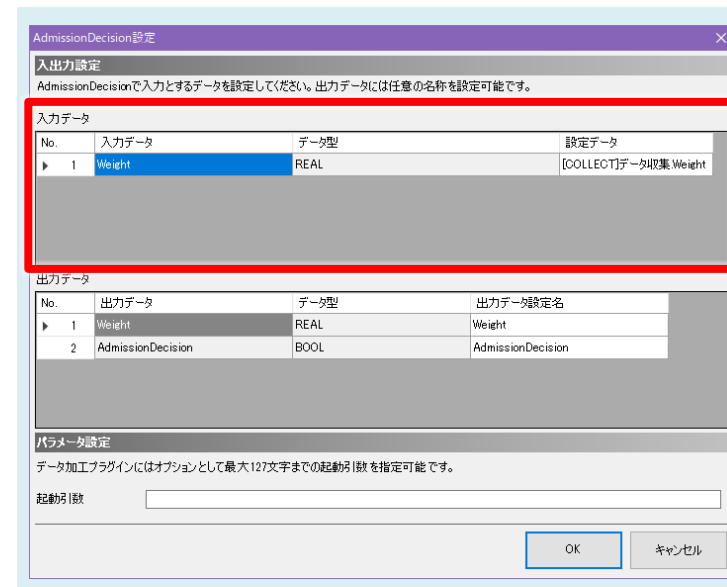 AdmissionDecision設定
入出力設定
AdmissionDecisionで入力とするデータを設定してください。出力データには任意の名称を設定可能です。
入力データ
No. 入力データ データ型 設定データ
1 Weight REAL [COLLECT]データ収集.Weight
出力データ
No. 出力データ データ型 出力データ設定名
1 Weight REAL Weight
2 AdmissionDecision BOOL AdmissionDecision
パラメータ設定
データ加工プラグインにはオプションとして最大127文字までの起動引数を指定可能です。
起動引数
OK キャンセル